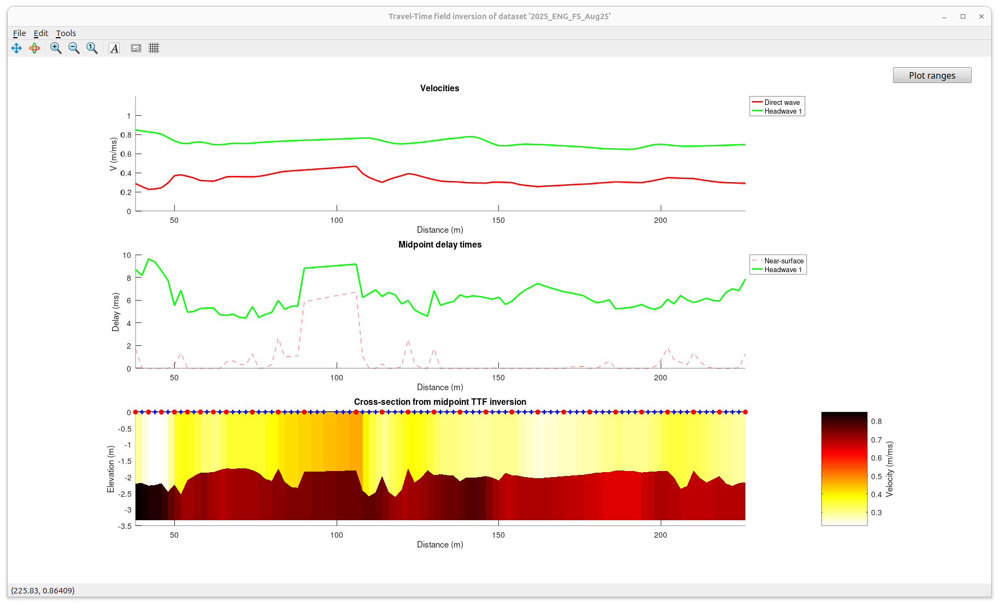 Travel-Time field inversion of dataset '2025_ENG_FS_Aug25'
File Edit Tools
1 A
Plot ranges
Velocities
Direct wave
Headwave 1
1
0.8
0.6
0.4
0.2
0
V (m/ms)
50 100 150 200
Distance (m)
Midpoint delay times
Near-surface
Headwave 1
10
8
6
4
2
0
Delay (ms)
50 100 150 200
Distance (m)
Cross-section from midpoint TTF inversion
0
-0.5
-1
-1.5
-2
-2.5
-3
-3.5
Elevation (m)
50 100 150 200
Distance (m)
0.8
0.7
0.6
0.5
0.4
0.3
Velocity (m/ms)
(225.83, 0.86409)